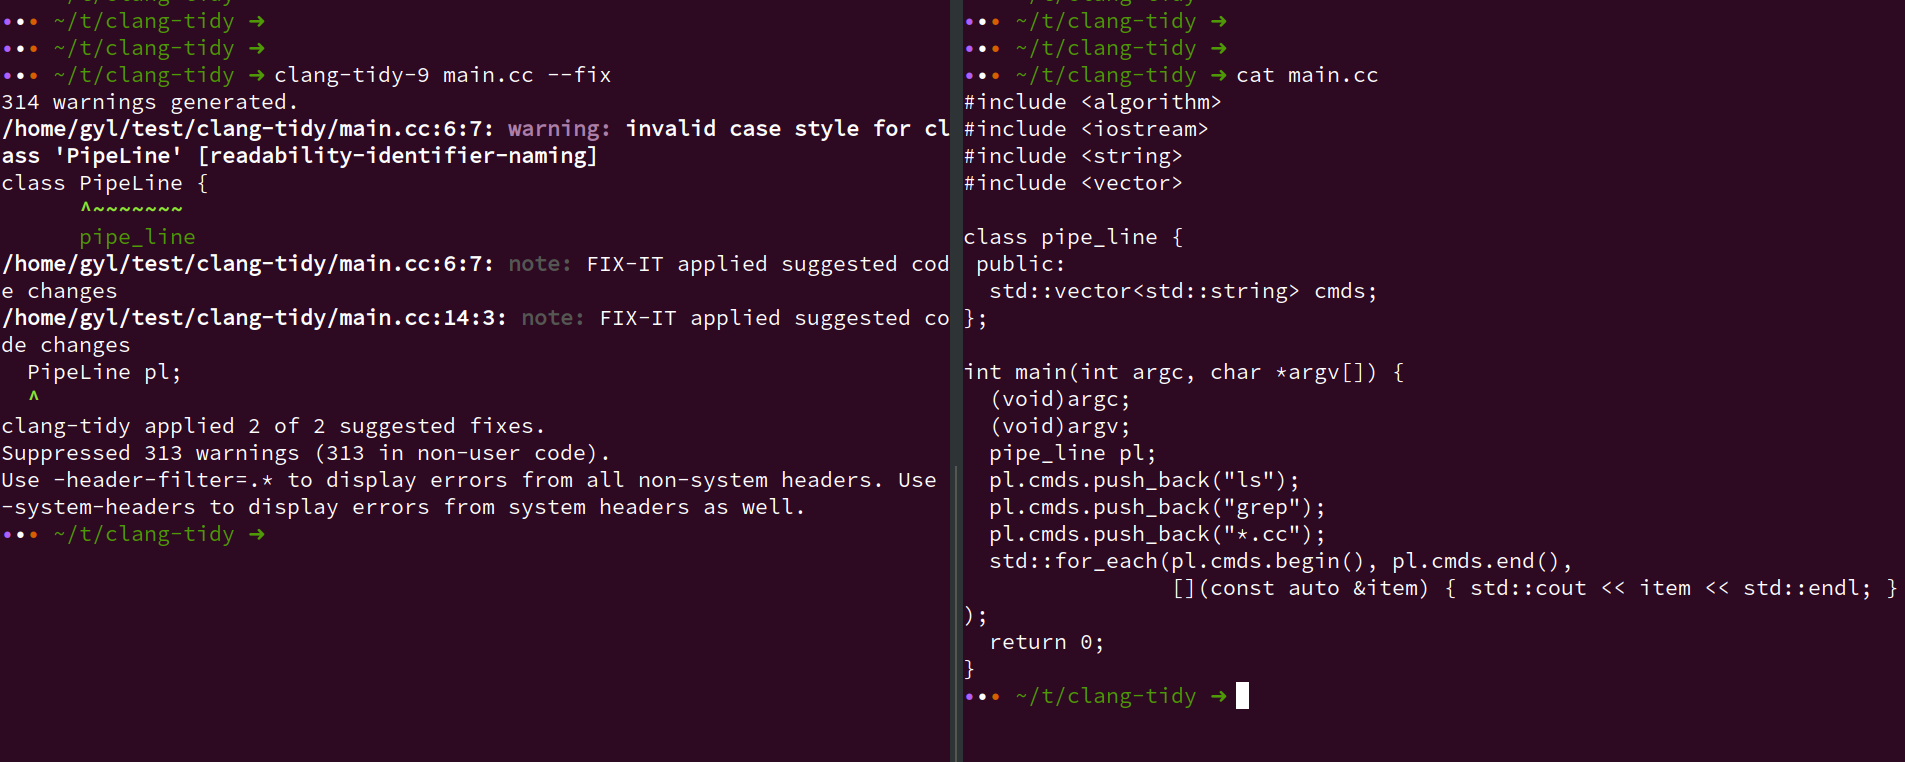 ~/t/clang-tidy ➜
~/t/clang-tidy ➜
~/t/clang-tidy ➜ clang-tidy-9 main.cc --fix
314 warnings generated.
/home/gyl/test/clang-tidy/main.cc:6:7: warning: invalid case style for cl
ass 'PipeLine' [readability-identifier-naming]
class PipeLine {
      ^~~~~~~~
      pipe_line
/home/gyl/test/clang-tidy/main.cc:6:7: note: FIX-IT applied suggested cod
e changes
/home/gyl/test/clang-tidy/main.cc:14:3: note: FIX-IT applied suggested co
de changes
  PipeLine pl;
  ^
clang-tidy applied 2 of 2 suggested fixes.
Suppressed 313 warnings (313 in non-user code).
Use -header-filter=.* to display errors from all non-system headers. Use
-system-headers to display errors from system headers as well.
~/t/clang-tidy ➜
~/t/clang-tidy ➜
~/t/clang-tidy ➜
~/t/clang-tidy ➜ cat main.cc
#include <algorithm>
#include <iostream>
#include <string>
#include <vector>

class pipe_line {
 public:
  std::vector<std::string> cmds;
};

int main(int argc, char *argv[]) {
  (void)argc;
  (void)argv;
  pipe_line pl;
  pl.cmds.push_back("ls");
  pl.cmds.push_back("grep");
  pl.cmds.push_back("*.cc");
  std::for_each(pl.cmds.begin(), pl.cmds.end(),
                [](const auto &item) { std::cout << item << std::endl; }
);
  return 0;
}
~/t/clang-tidy ➜